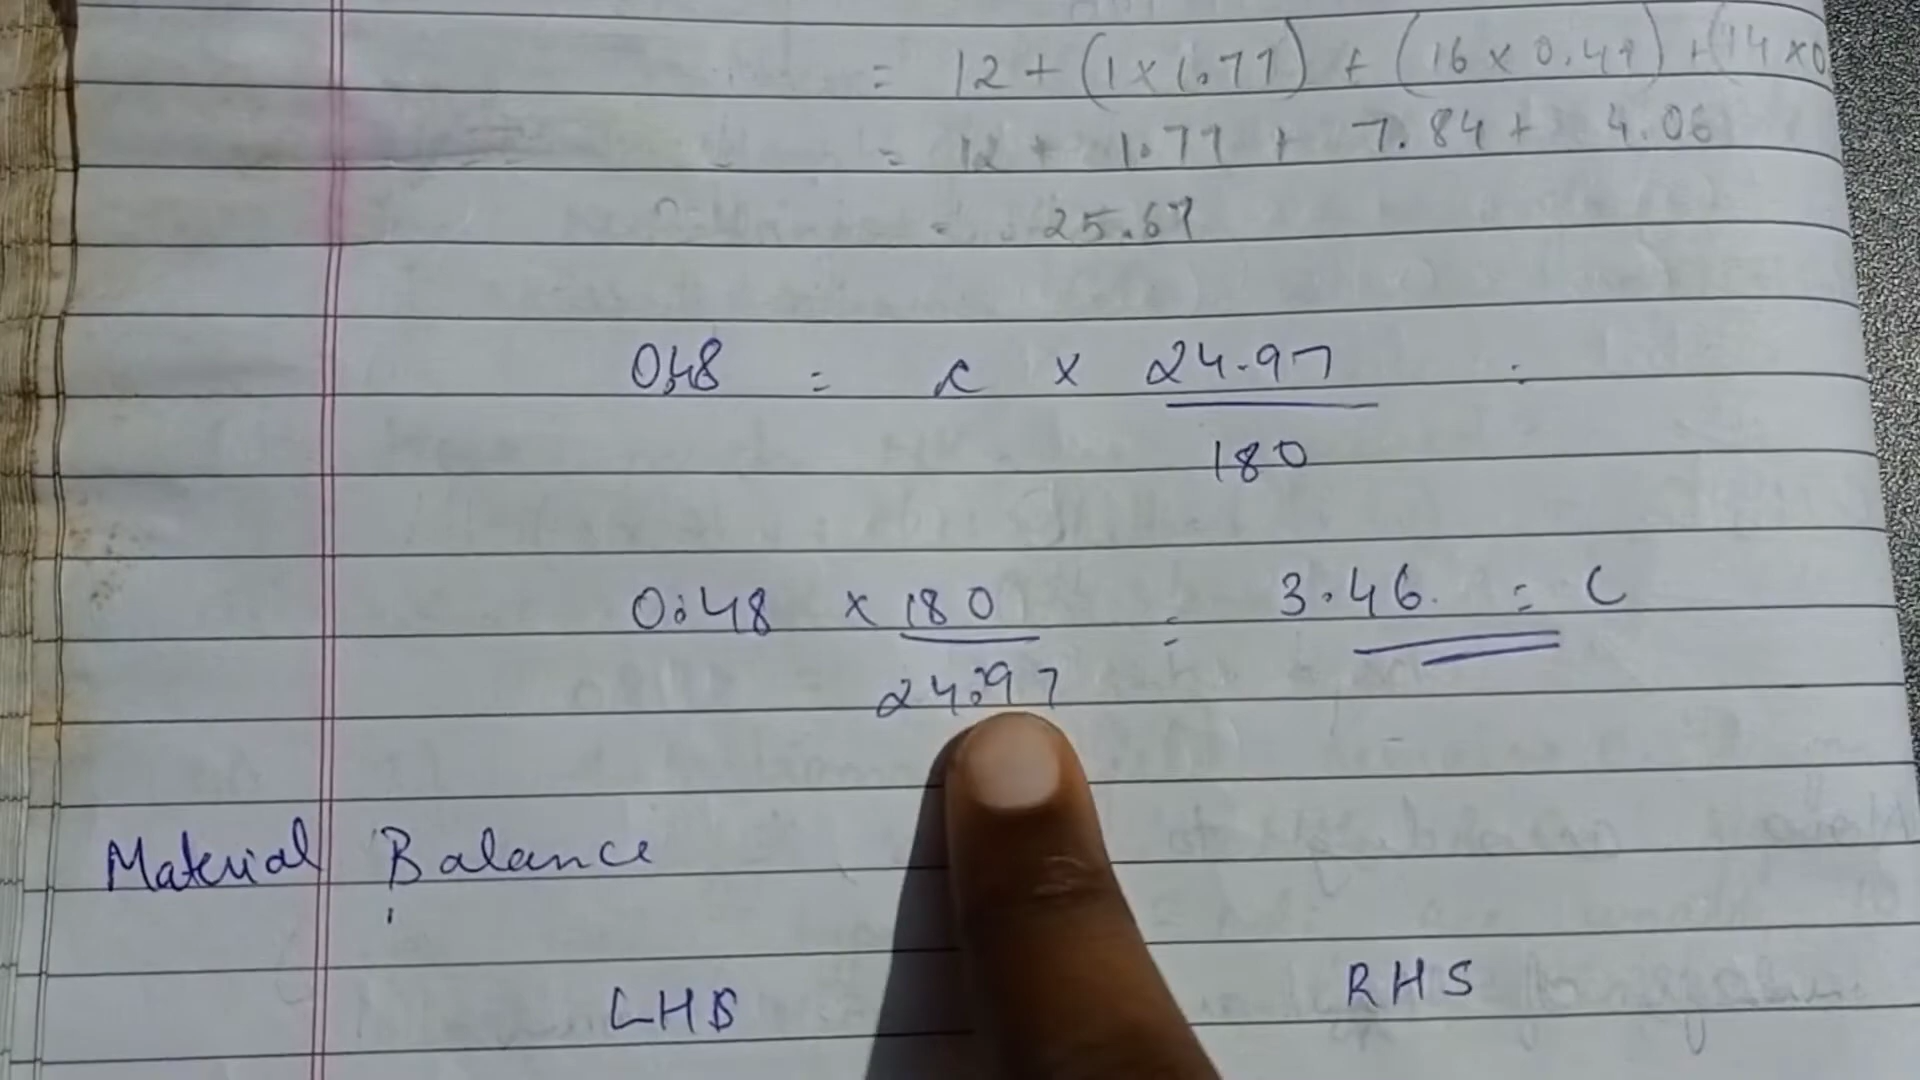 = 12 + (1 x 1.77) + (16 x 0.49) + (14 x 0
= 12 + 1.77 + 7.84 + 4.06
= 25.67
0.48 = c x 24.97
180
0.48 x 180 = 3.46 = C
24.97
Material Balance
LHS RHS